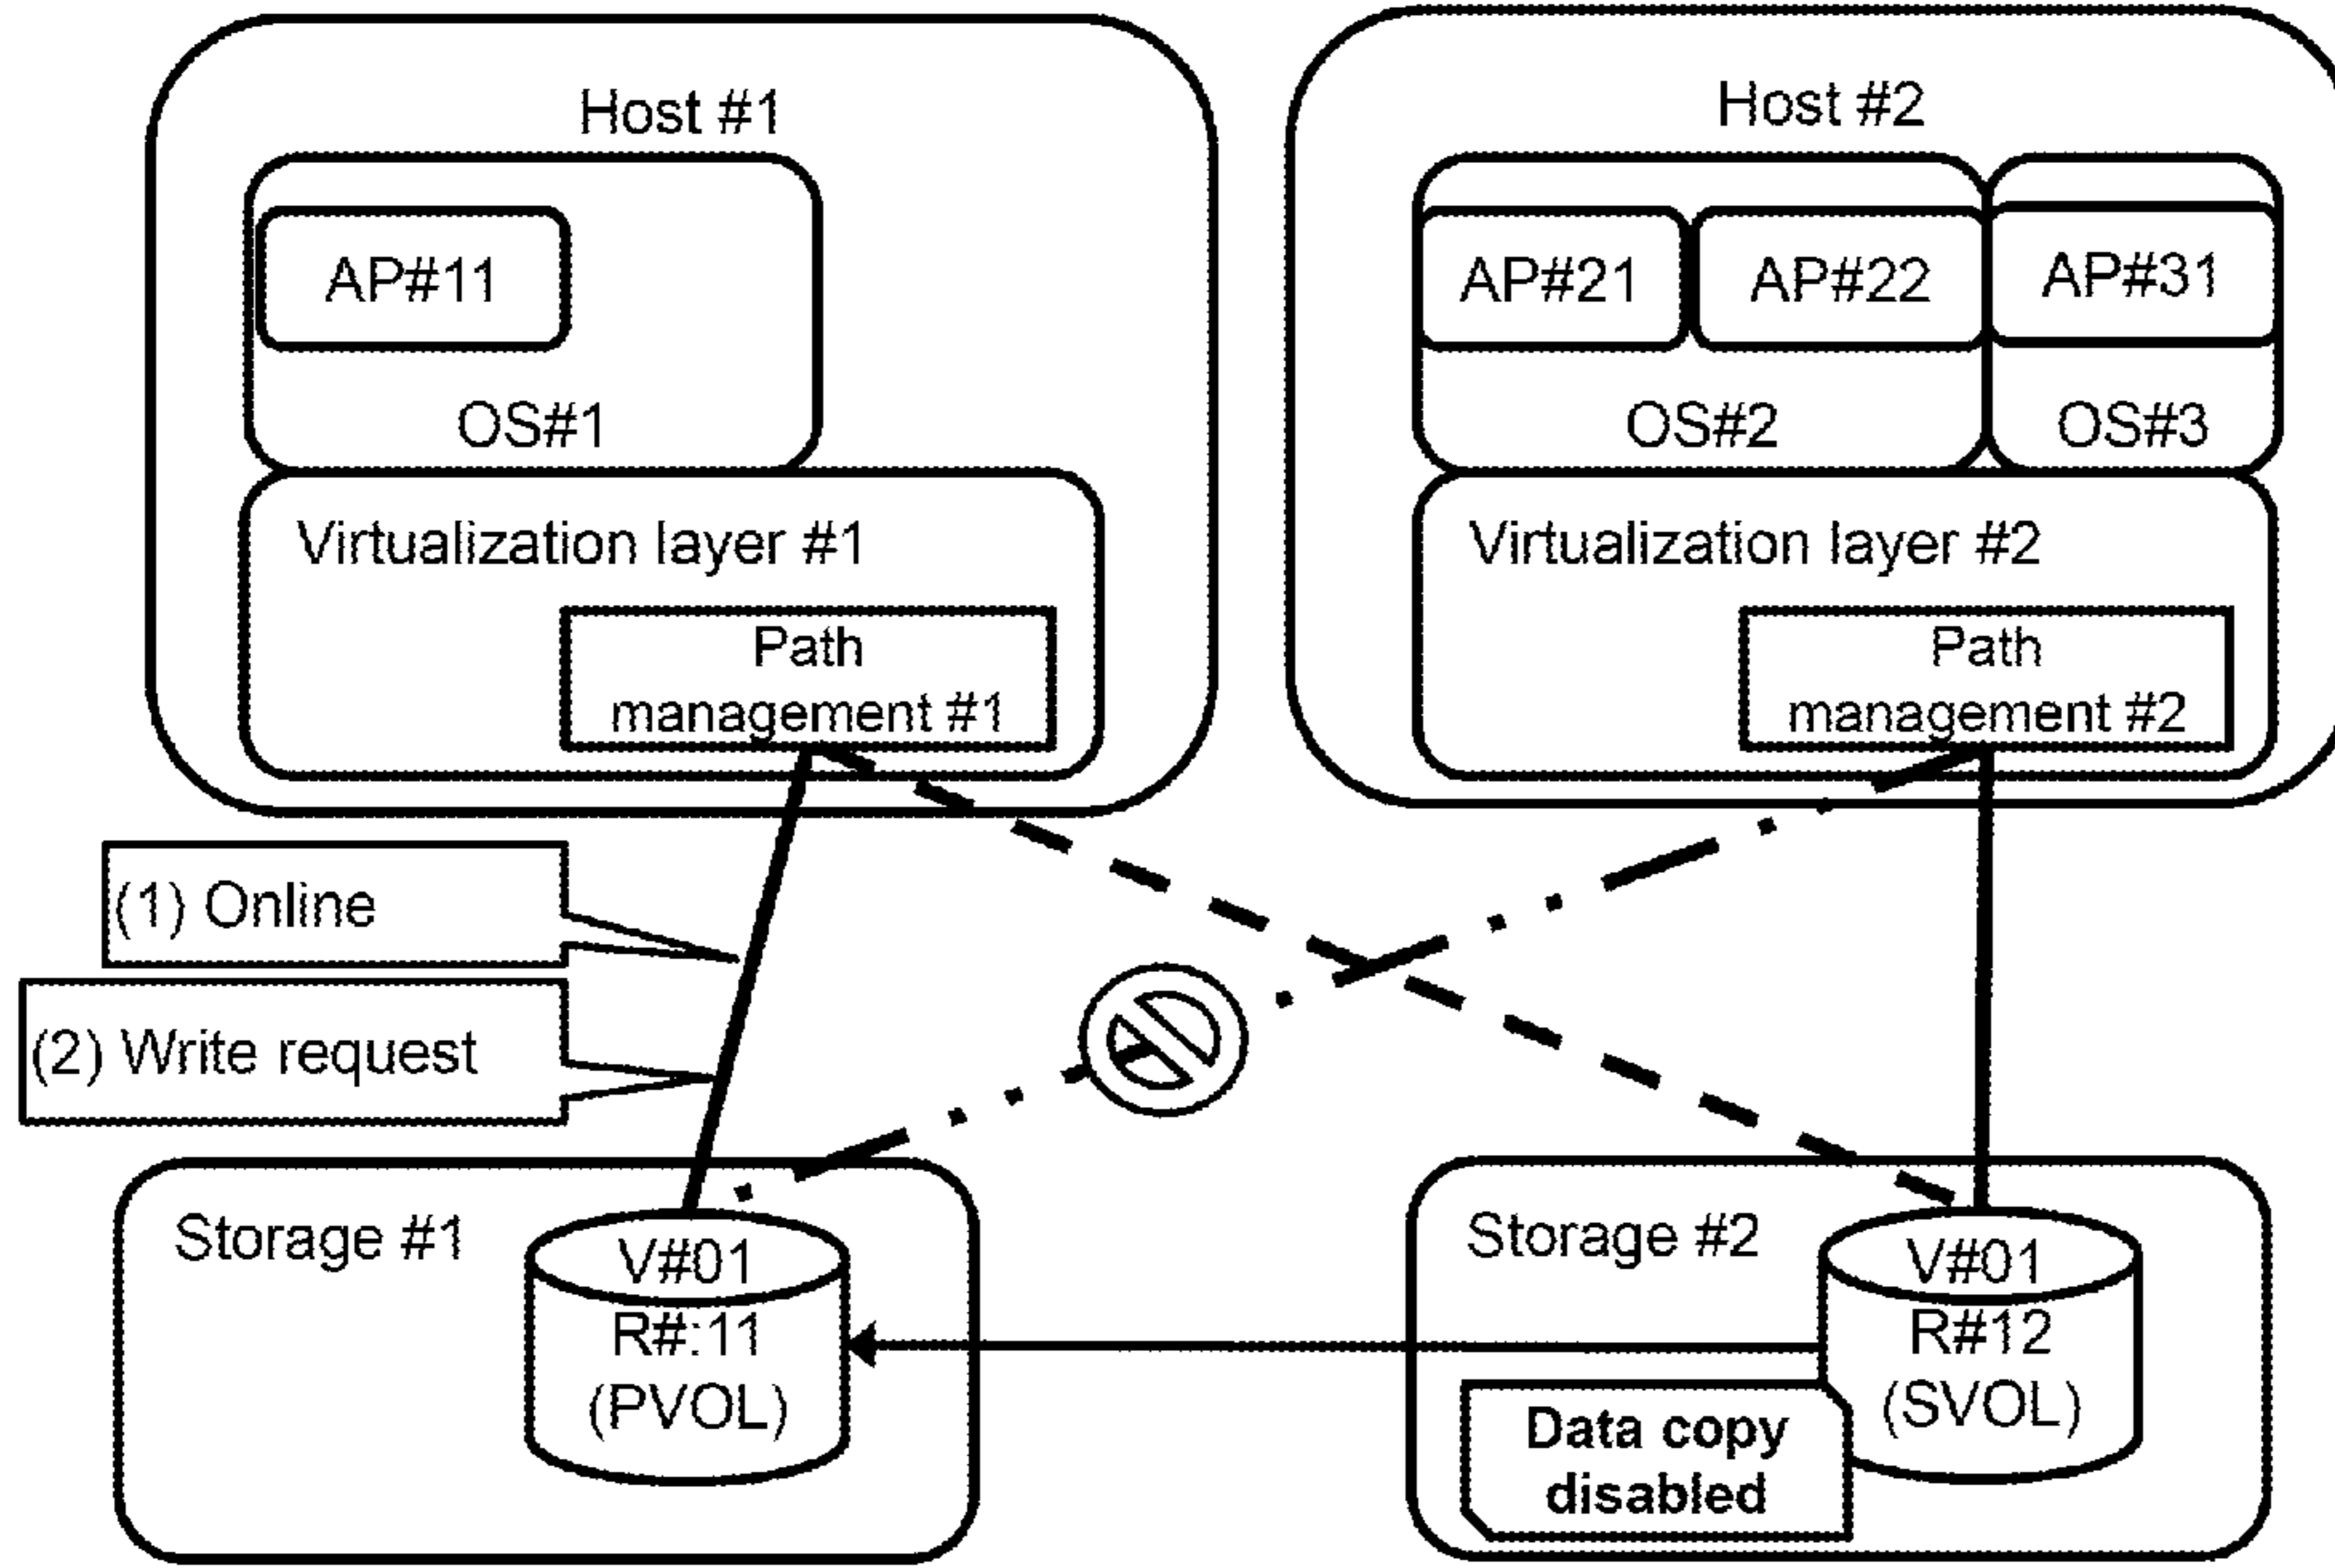 Host #1
AP#11
OS#1
Virtualization layer #1
Path
management #1
Host #2
AP#21
AP#22
AP#31
OS#2
OS#3
Virtualization layer #2
Path
management #2
(1) Online
(2) Write request
Storage #1
V#01
R#:11
(PVOL)
Storage #2
V#01
R#12
(SVOL)
Data copy
disabled